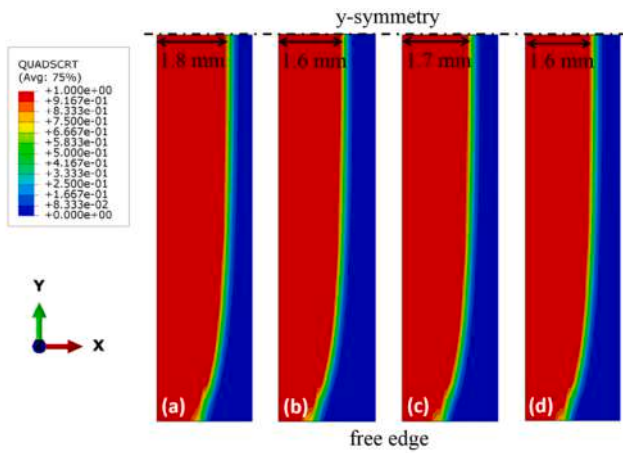 y-symmetry
QUADSCRT
(Avg: 75%)
+1.000e+00
+9.167e-01
+8.333e-01
+7.500e-01
+6.667e-01
+5.833e-01
+5.000e-01
+4.167e-01
+3.333e-01
+2.500e-01
+1.667e-01
+8.333e-02
+0.000e+00
1.8 mm
1.6 mm
1.7 mm
1.6 mm
Y
X
(a)
(b)
(c)
(d)
free edge